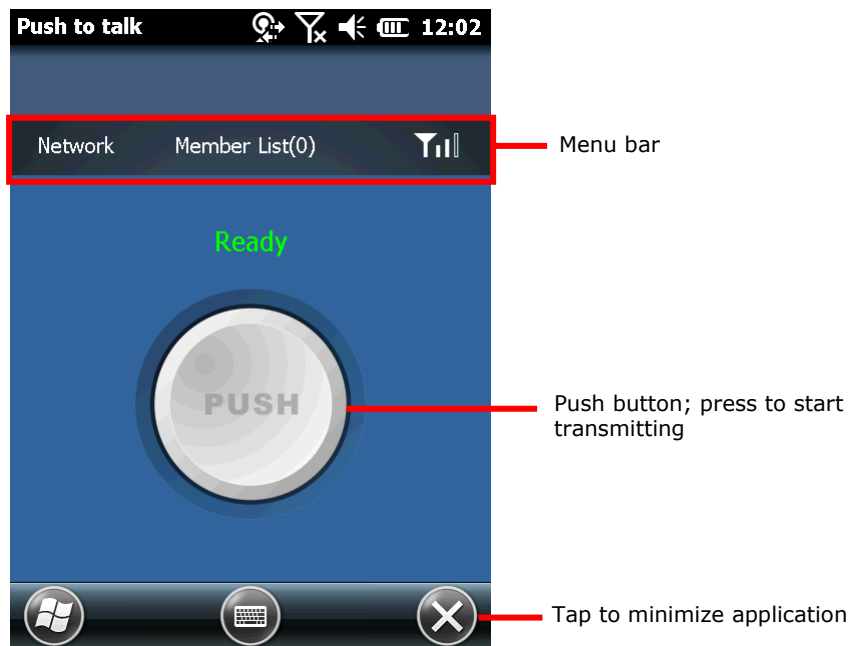 Push to talk 12:02
Network Member List(0)
Menu bar
Ready
PUSH
Push button; press to start
transmitting
Tap to minimize application